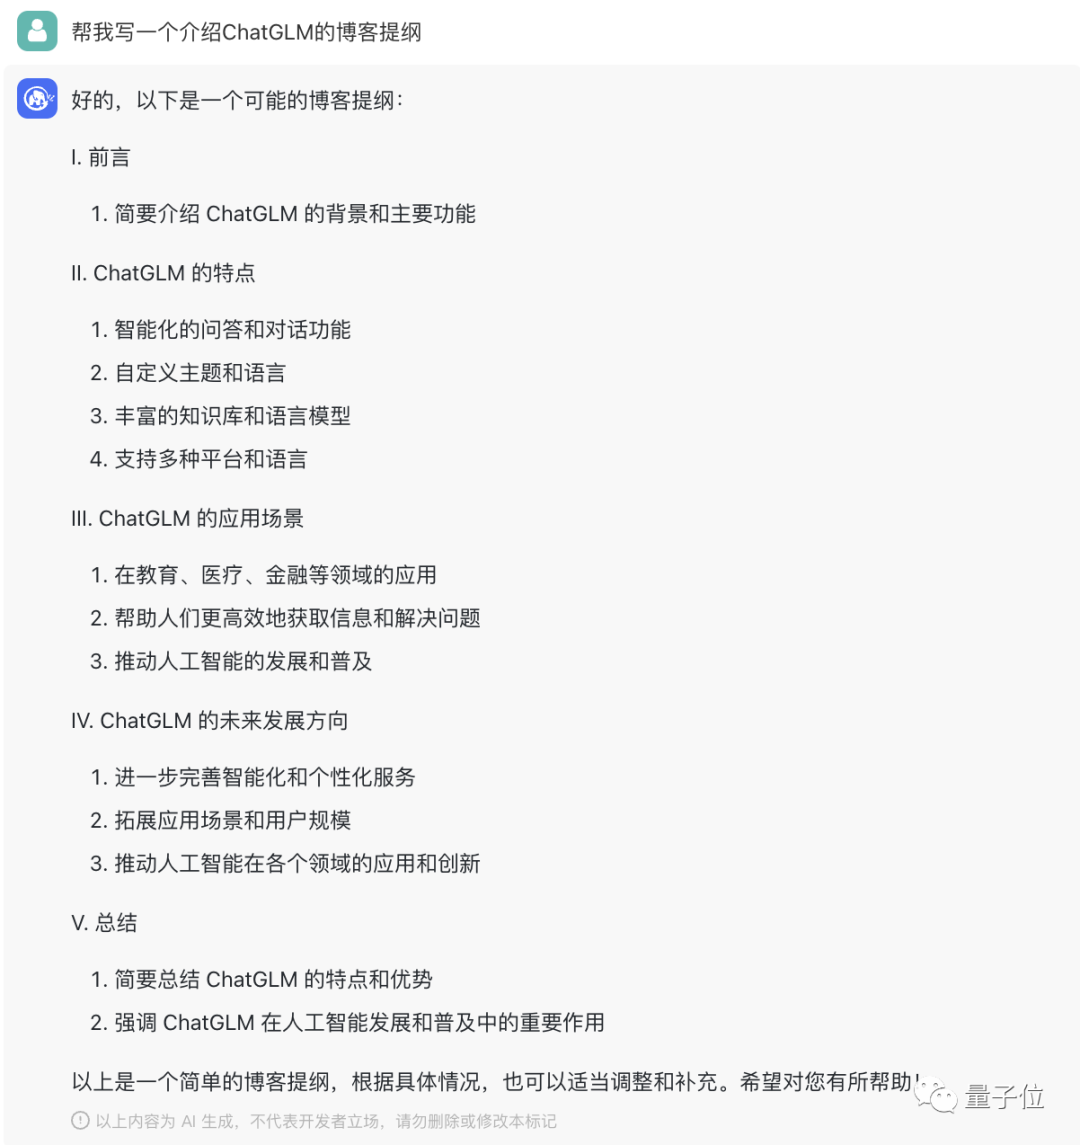 帮我写一个介绍ChatGLM的博客提纲
好的，以下是一个可能的博客提纲：
I. 前言
1. 简要介绍 ChatGLM 的背景和主要功能
II. ChatGLM 的特点
1. 智能化的问答和对话功能
2. 自定义主题和语言
3. 丰富的知识库和语言模型
4. 支持多种平台和语言
III. ChatGLM 的应用场景
1. 在教育、医疗、金融等领域的应用
2. 帮助人们更高效地获取信息和解决问题
3. 推动人工智能的发展和普及
IV. ChatGLM 的未来发展方向
1. 进一步完善智能化和个性化服务
2. 拓展应用场景和用户规模
3. 推动人工智能在各个领域的应用和创新
V. 总结
1. 简要总结 ChatGLM 的特点和优势
2. 强调 ChatGLM 在人工智能发展和普及中的重要作用
以上是一个简单的博客提纲，根据具体情况，也可以适当调整和补充。希望对您有所帮助！
量子位
以上内容为 AI 生成，不代表开发者立场，请勿删除或修改本标记